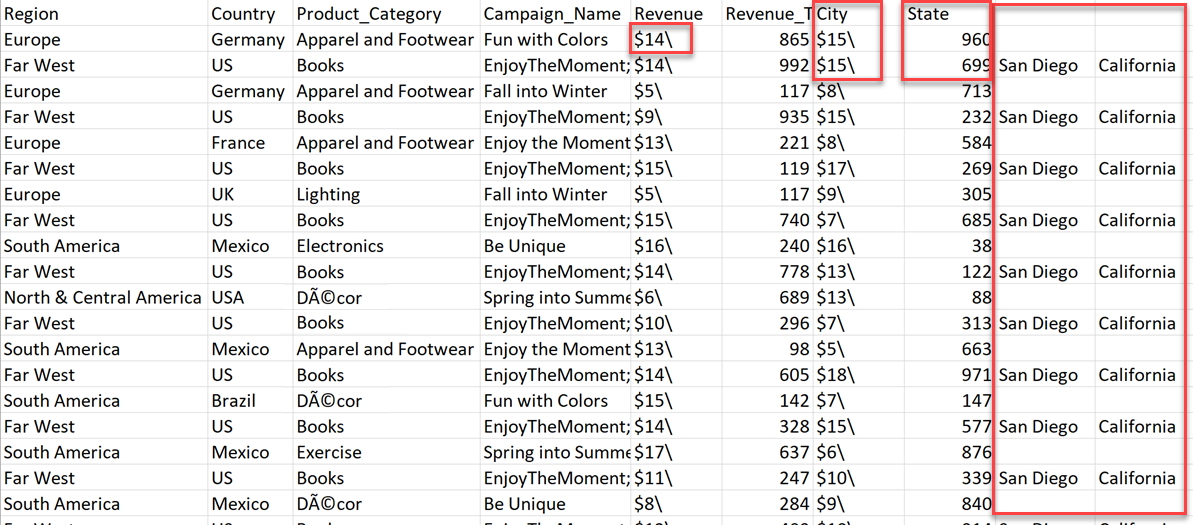 Region Country Product_Category Campaign_Name Revenue Revenue_T City State
Europe Germany Apparel and Footwear Fun with Colors $14\ 865 $15\ 960
Far West US Books EnjoyTheMoment; $14\ 992 $15\ 699 San Diego California
Europe Germany Apparel and Footwear Fall into Winter $5\ 117 $8\ 713
Far West US Books EnjoyTheMoment; $9\ 935 $15\ 232 San Diego California
Europe France Apparel and Footwear Enjoy the Moment $13\ 221 $8\ 584
Far West US Books EnjoyTheMoment; $15\ 119 $17\ 269 San Diego California
Europe UK Lighting Fall into Winter $5\ 117 $9\ 305
Far West US Books EnjoyTheMoment; $15\ 740 $7\ 685 San Diego California
South America Mexico Electronics Be Unique $16\ 240 $16\ 38
Far West US Books EnjoyTheMoment; $14\ 778 $13\ 122 San Diego California
North & Central America USA DÃ©cor Spring into Summe $6\ 689 $13\ 88
Far West US Books EnjoyTheMoment; $10\ 296 $7\ 313 San Diego California
South America Mexico Apparel and Footwear Enjoy the Moment $13\ 98 $5\ 663
Far West US Books EnjoyTheMoment; $14\ 605 $18\ 971 San Diego California
South America Brazil DÃ©cor Fun with Colors $15\ 142 $7\ 147
Far West US Books EnjoyTheMoment; $14\ 328 $15\ 577 San Diego California
South America Mexico Exercise Spring into Summe $17\ 637 $6\ 876
Far West US Books EnjoyTheMoment; $11\ 247 $10\ 339 San Diego California
South America Mexico DÃ©cor Be Unique $8\ 284 $9\ 840